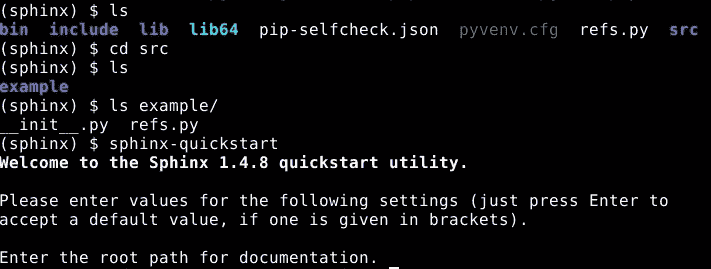 (sphinx) $ ls
bin include lib lib64 pip-selfcheck.json pyvenv.cfg refs.py src
(sphinx) $ cd src
(sphinx) $ ls
example
(sphinx) $ ls example/
__init__.py refs.py
(sphinx) $ sphinx-quickstart
Welcome to the Sphinx 1.4.8 quickstart utility.
Please enter values for the following settings (just press Enter to
accept a default value, if one is given in brackets).
Enter the root path for documentation.